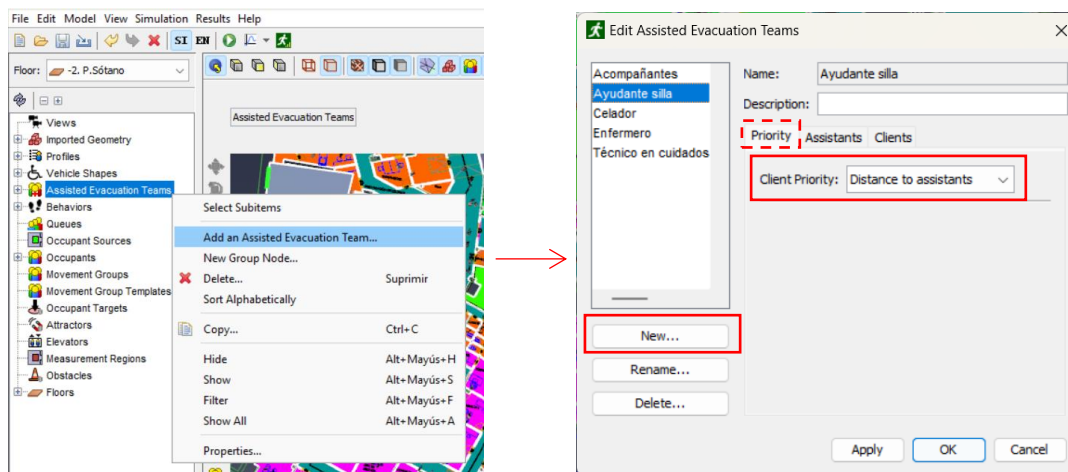 File Edit Model View Simulation Results Help
SI EN
Floor: -2. P.Sótano
Views
Imported Geometry
Profiles
Vehicle Shapes
Assisted Evacuation Teams
Behaviors
Queues
Occupant Sources
Occupants
Movement Groups
Movement Group Templates
Occupant Targets
Attractors
Elevators
Measurement Regions
Obstacles
Floors
Assisted Evacuation Teams
Select Subitems
Add an Assisted Evacuation Team...
New Group Node...
Delete... Suprimir
Sort Alphabetically
Copy... Ctrl+C
Hide Alt+Mayús+H
Show Alt+Mayús+S
Filter Alt+Mayús+F
Show All Alt+Mayús+A
Properties...
Edit Assisted Evacuation Teams
Acompañantes
Ayudante silla
Celador
Enfermero
Técnico en cuidados
New...
Rename...
Delete...
Name: Ayudante silla
Description:
Priority Assistants Clients
Client Priority: Distance to assistants
Apply OK Cancel